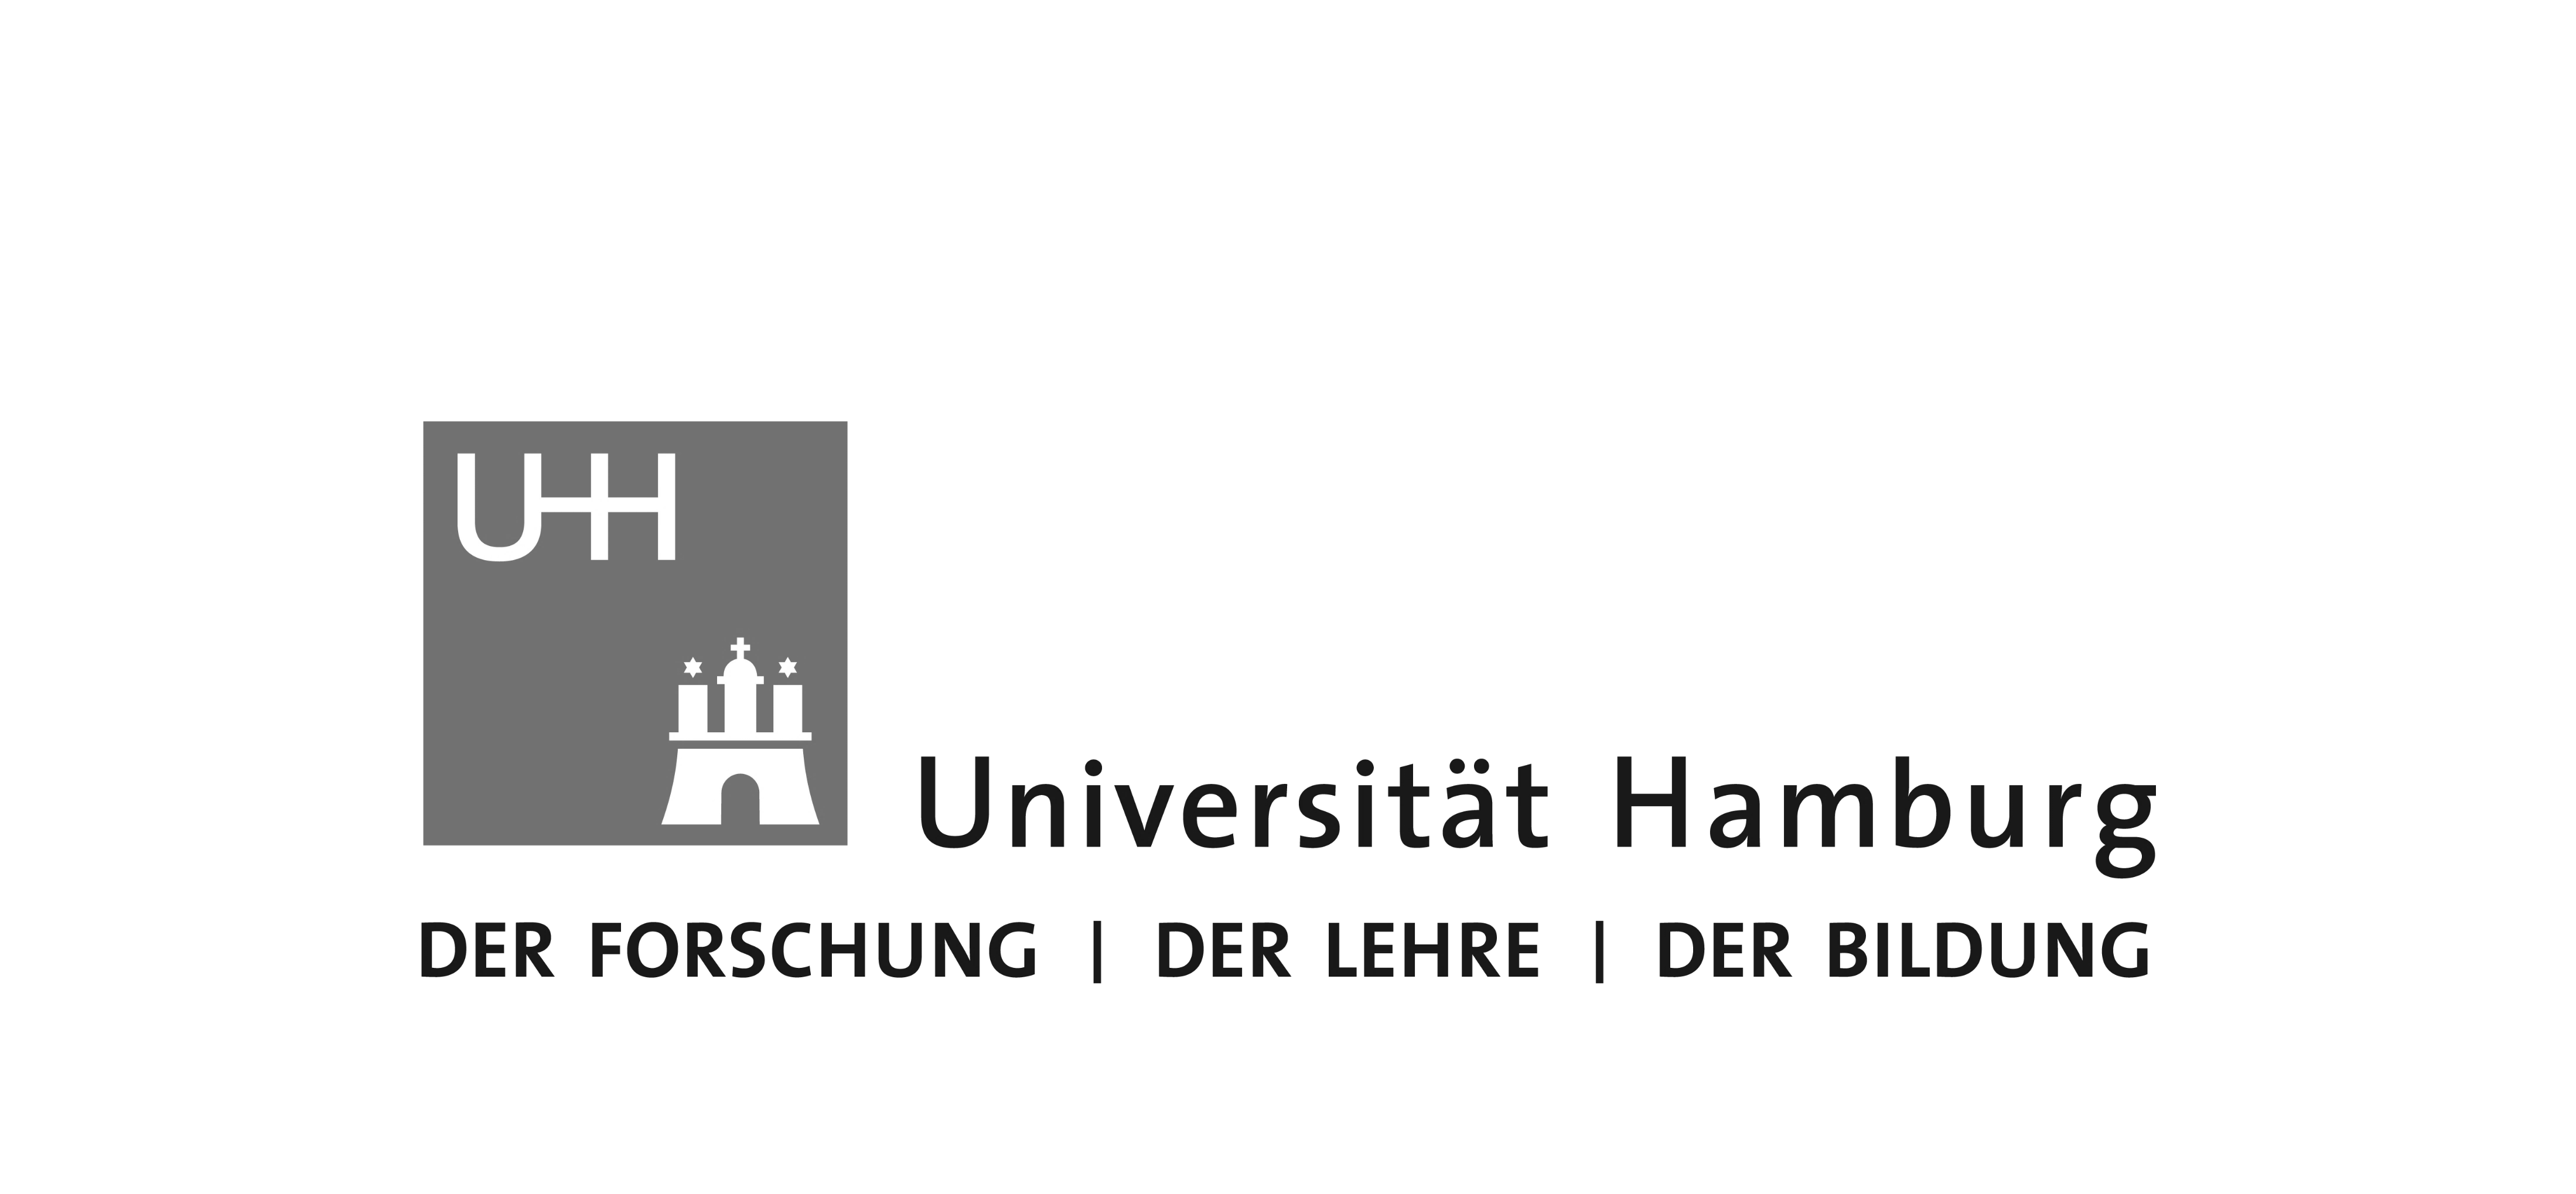 UHH
Universität Hamburg
DER FORSCHUNG | DER LEHRE | DER BILDUNG